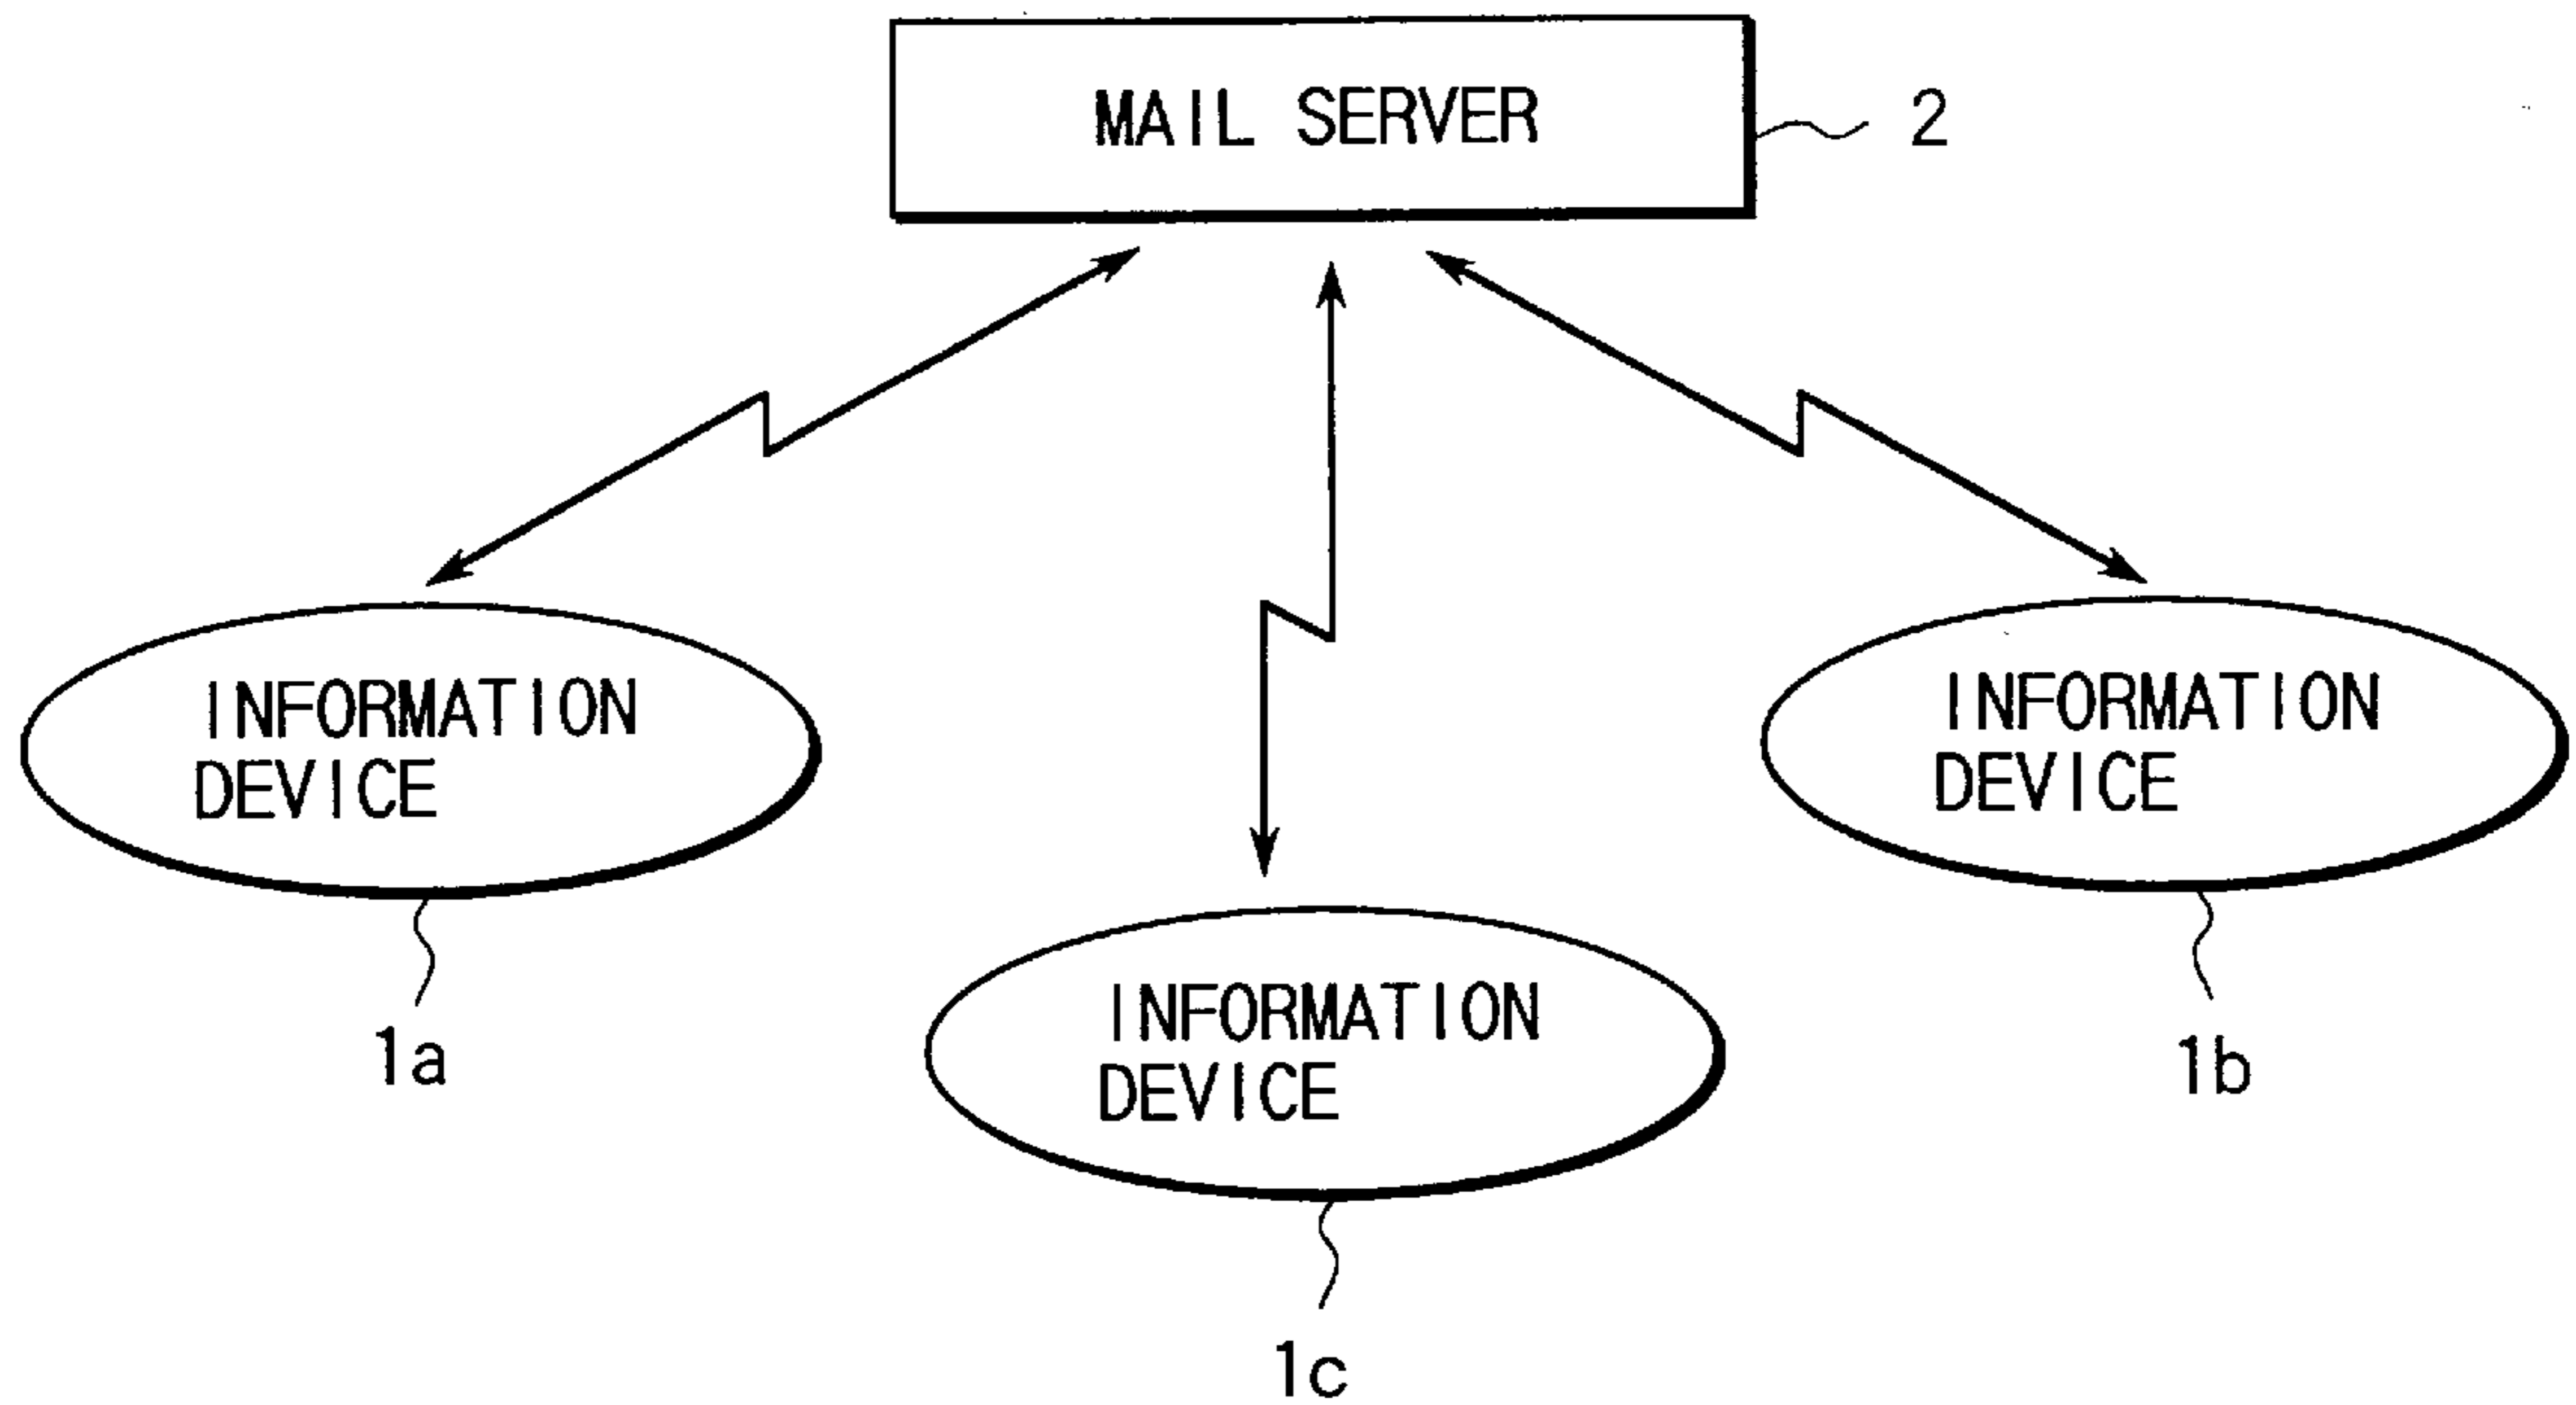 MAIL SERVER
2
INFORMATION
DEVICE
1a
INFORMATION
DEVICE
1b
INFORMATION
DEVICE
1c